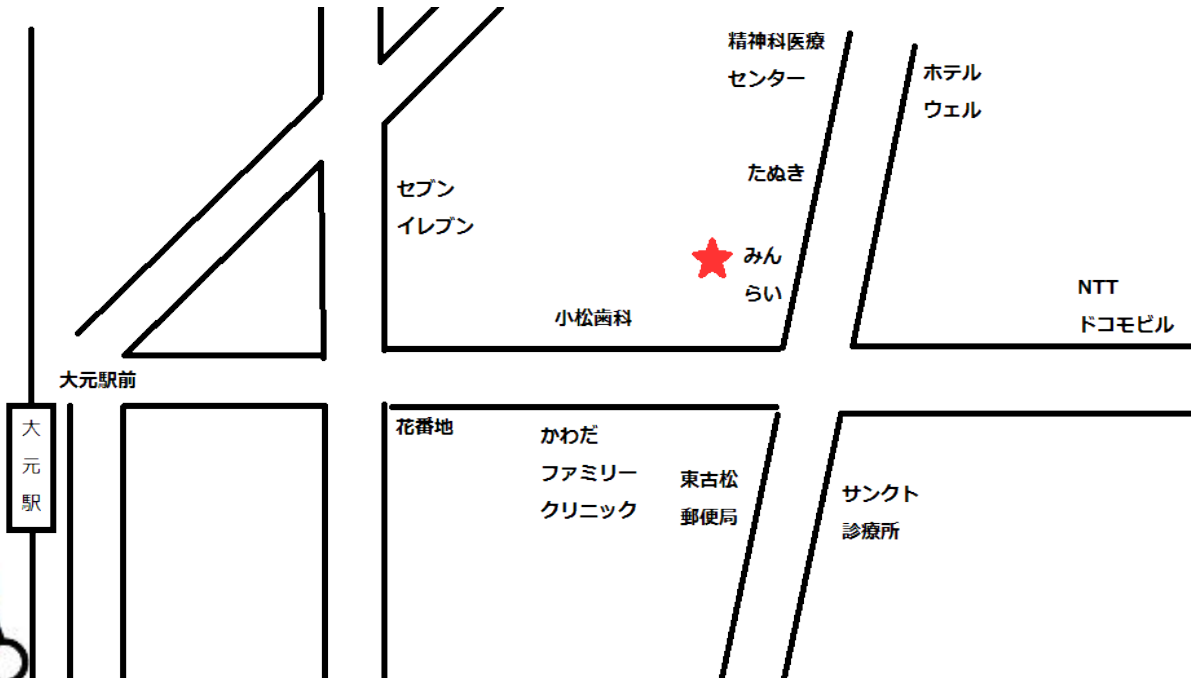 精神科医療
センター
ホテル
ウェル
たぬき
セブン
イレブン
みん
らい
NTT
ドコモビル
小松歯科
大元駅前
大
元
駅
花番地
かわだ
ファミリー
クリニック
東古松
郵便局
サンクト
診療所